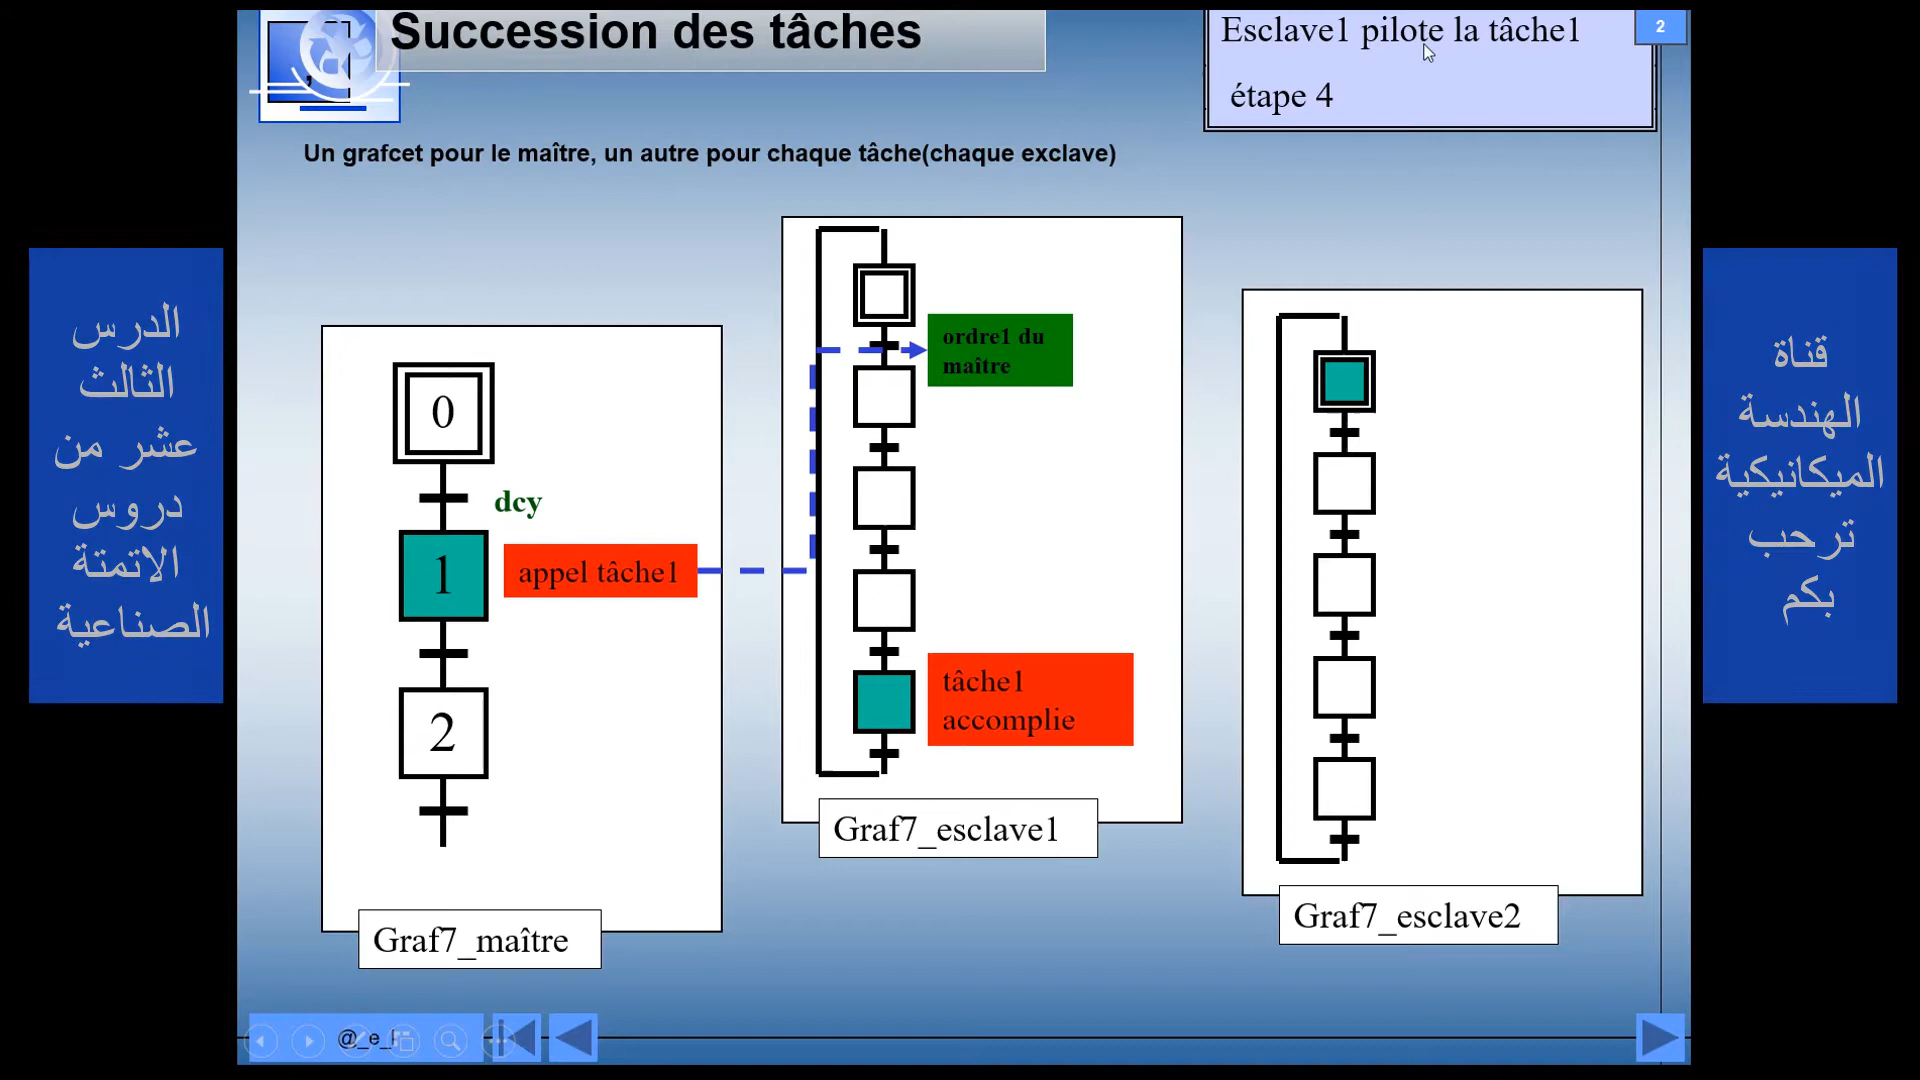 Succession des tâches
Esclave1 pilote la tâche1
étape 4
2
Un grafcet pour le maître, un autre pour chaque tâche(chaque exclave)
الدرس
الثالث
عشر من
دروس
الاتمتة
الصناعية
0
dcy
1
appel tâche1
2
Graf7_maître
ordre1 du
maître
tâche1
accomplie
Graf7_esclave1
Graf7_esclave2
قناة
الهندسة
الميكانيكية
ترحب
بكم
@_e_